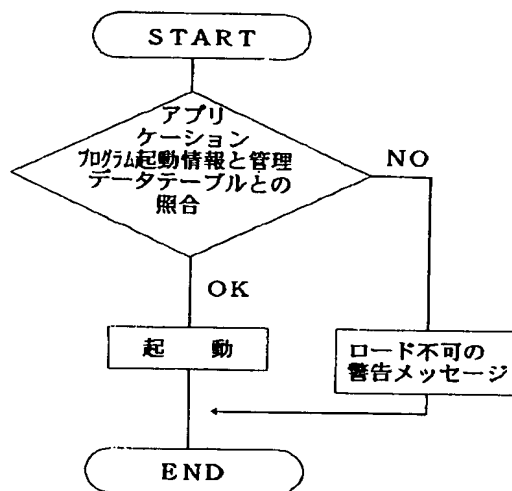 START
アプリ
ケーション
プログラム起動情報と管理
データテーブルとの
照合
NO
OK
起 動
ロード不可の
警告メッセージ
END